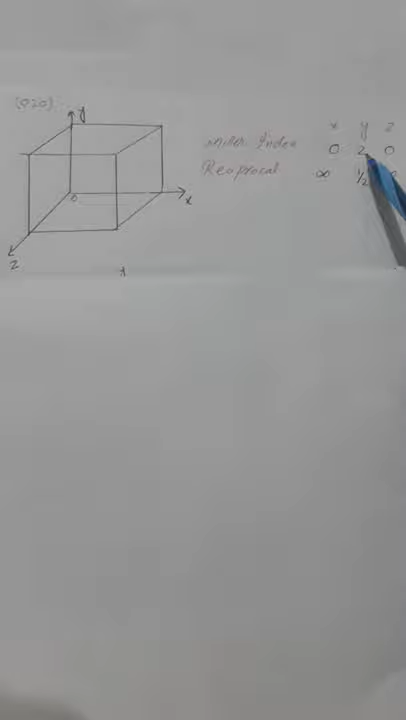 (020)
y
x y z
miller Index 0 2 0
Reciprocal ∞ 1/2
o
x
z